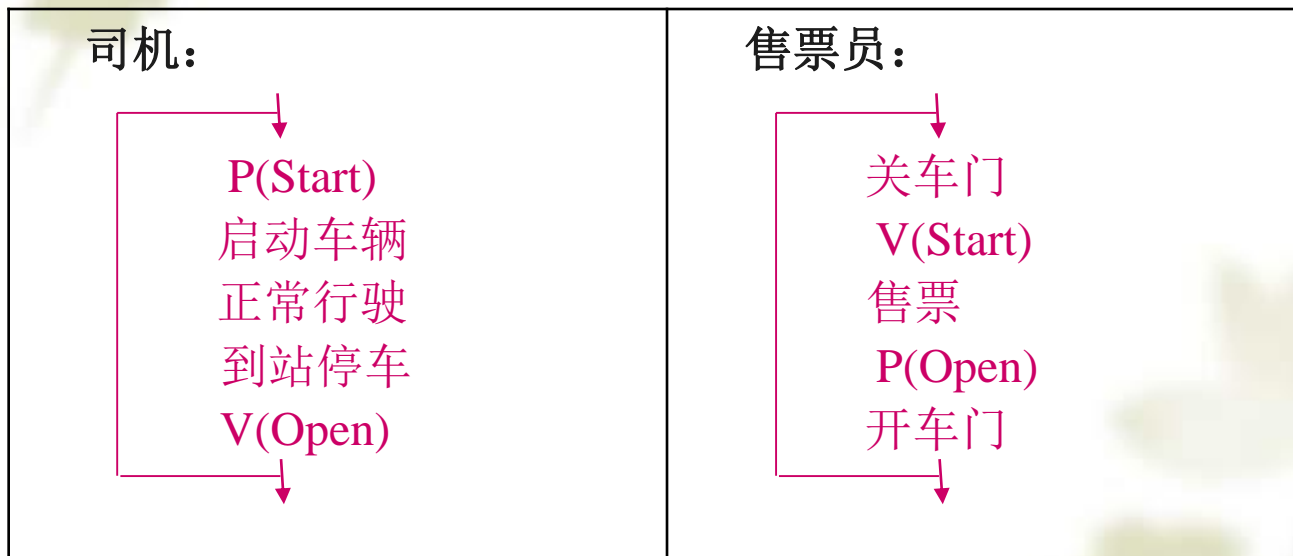 司机：
P(Start)
启动车辆
正常行驶
到站停车
V(Open)
售票员：
关车门
V(Start)
售票
P(Open)
开车门